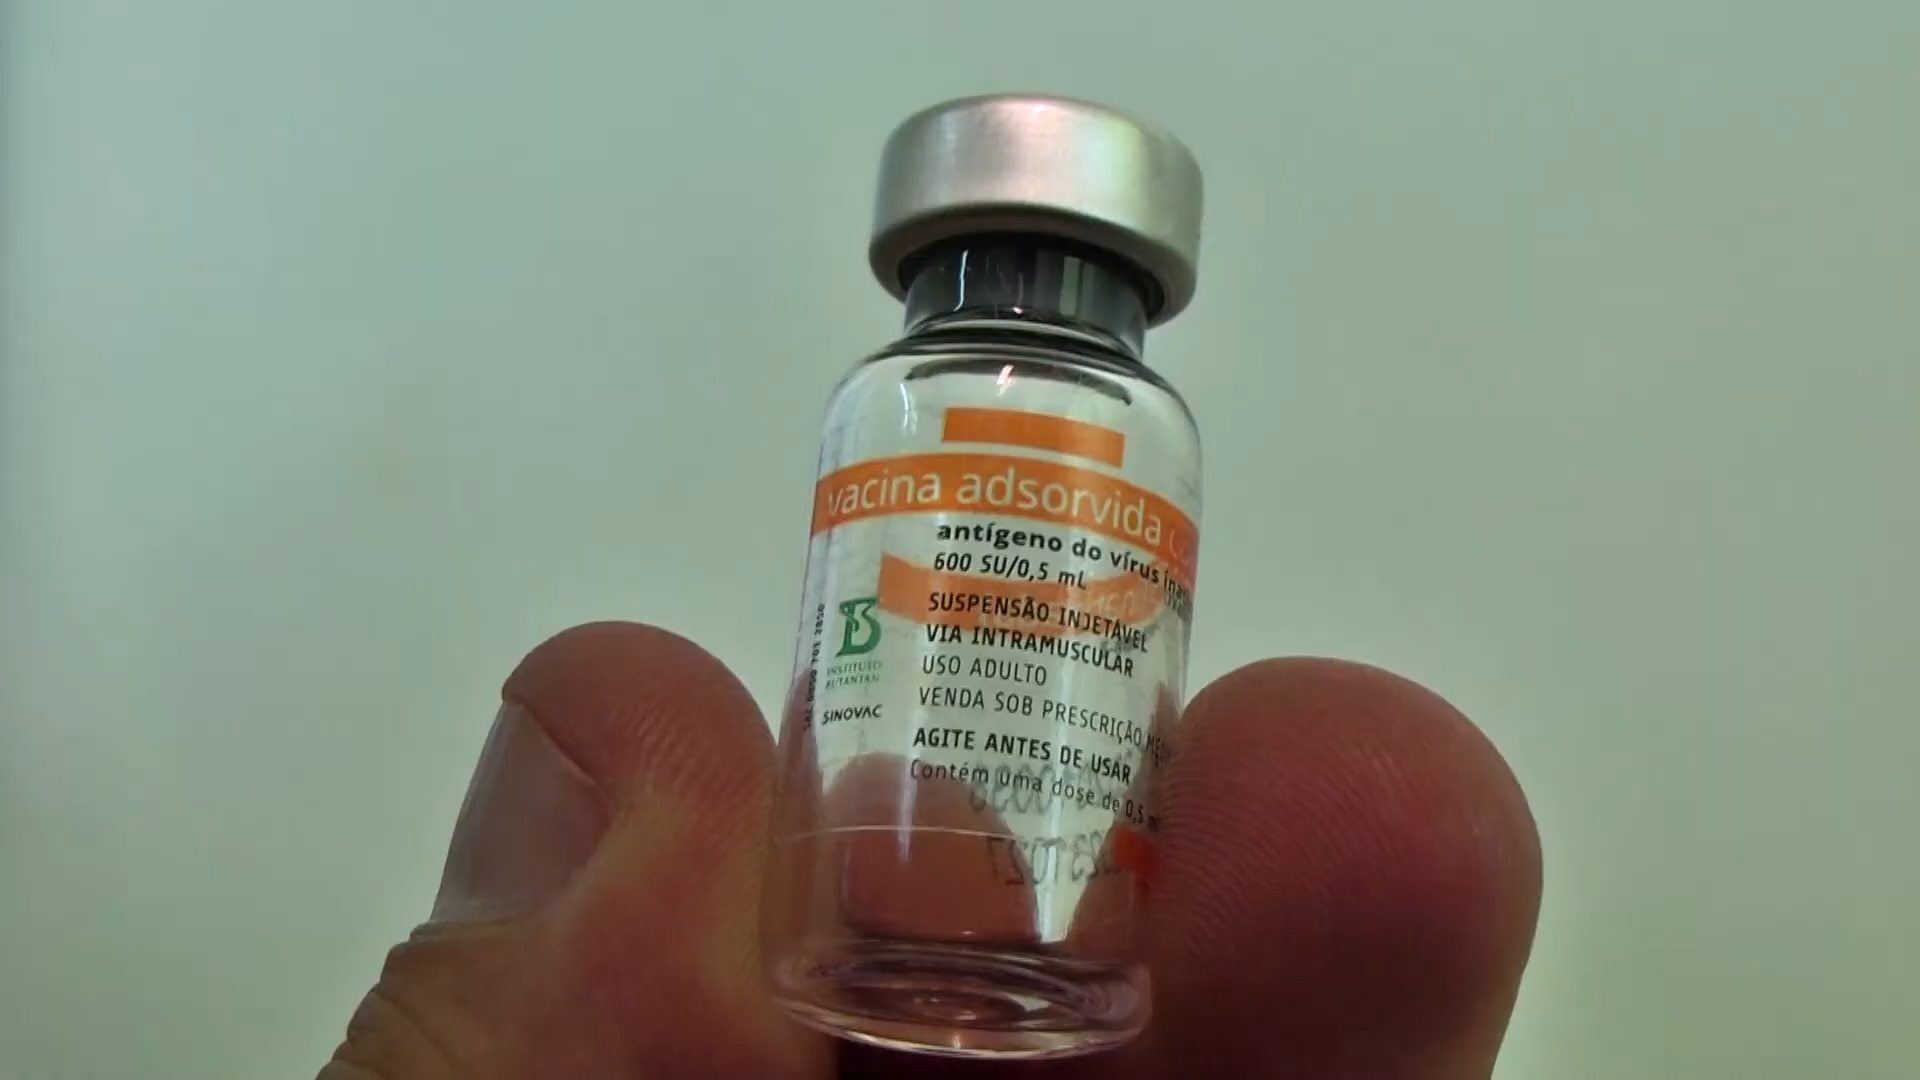 vacina adsorvida
antígeno do vírus
600 SU/0,5 mL
SUSPENSÃO INJETÁVEL
VIA INTRAMUSCULAR
USO ADULTO
VENDA SOB PRESCRIÇÃO
AGITE ANTES DE USAR
Contém uma dose de 0,5
INSTITUTO
BUTANTAN
SINOVAC